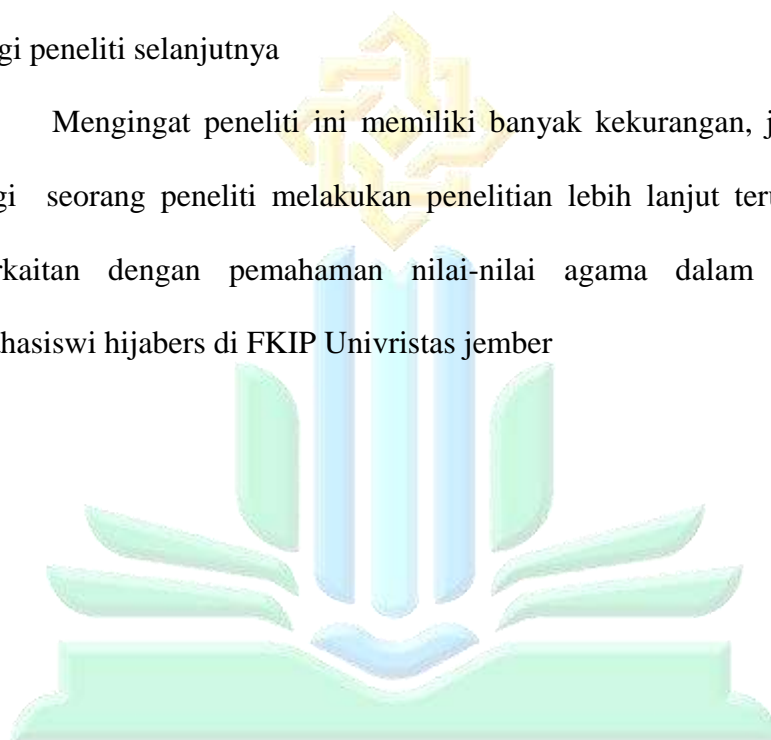 gi peneliti selanjutnya
Mengingat peneliti ini memiliki banyak kekurangan, j
gi seorang peneliti melakukan penelitian lebih lanjut ter
rkaitan dengan pemahaman nilai-nilai agama dalam
hasiswi hijabers di FKIP Univristas jember